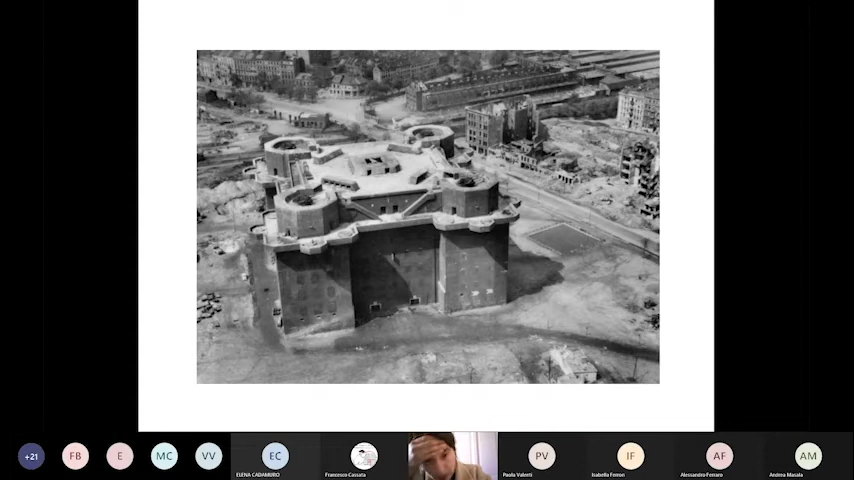 +21
FB
E
MC
VV
EC
ELENA CADAMURO
Francesco Cassata
PV
Paola Valenti
IF
Isabella Ferron
AF
Alessandro Ferraro
AM
Andrea Masala